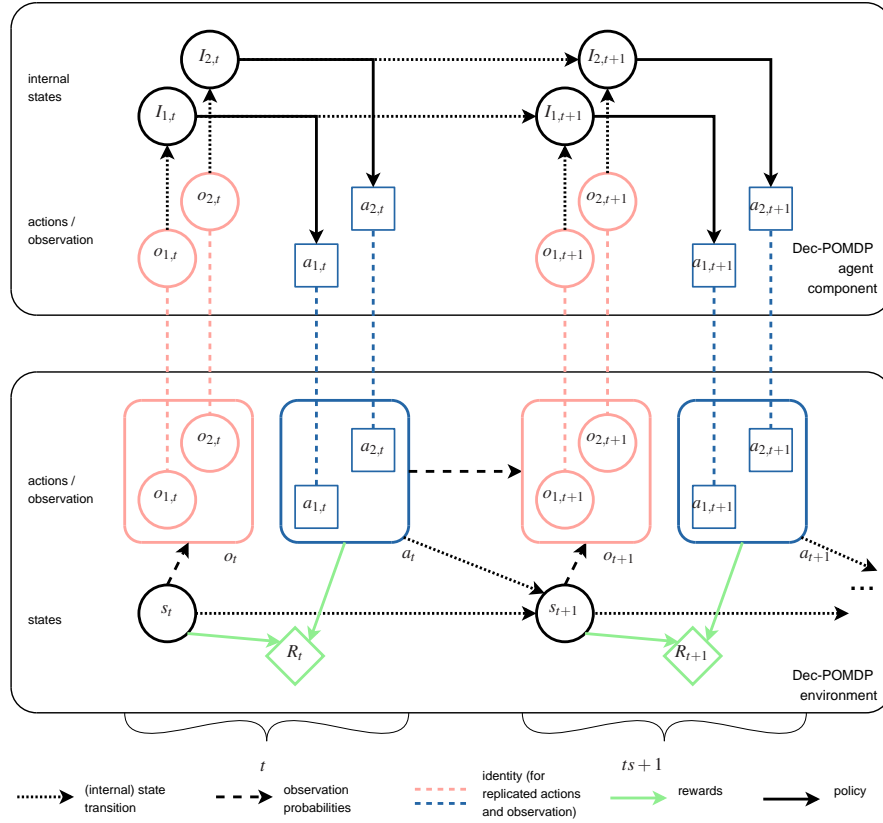 I2,t
I2,t+1
internal
states
I1,t
I1,t+1
o2,t
a2,t
o2,t+1
a2,t+1
actions /
observation
o1,t
a1,t
o1,t+1
a1,t+1
Dec-POMDP
agent
component
o2,t
a2,t
o2,t+1
a2,t+1
actions /
observation
o1,t
a1,t
o1,t+1
a1,t+1
ot
at
ot+1
at+1
...
states
st
st+1
Rt
Rt+1
Dec-POMDP
environment
t
ts + 1
(internal) state
transition
observation
probabilities
identity (for
replicated actions
and observation)
rewards
policy